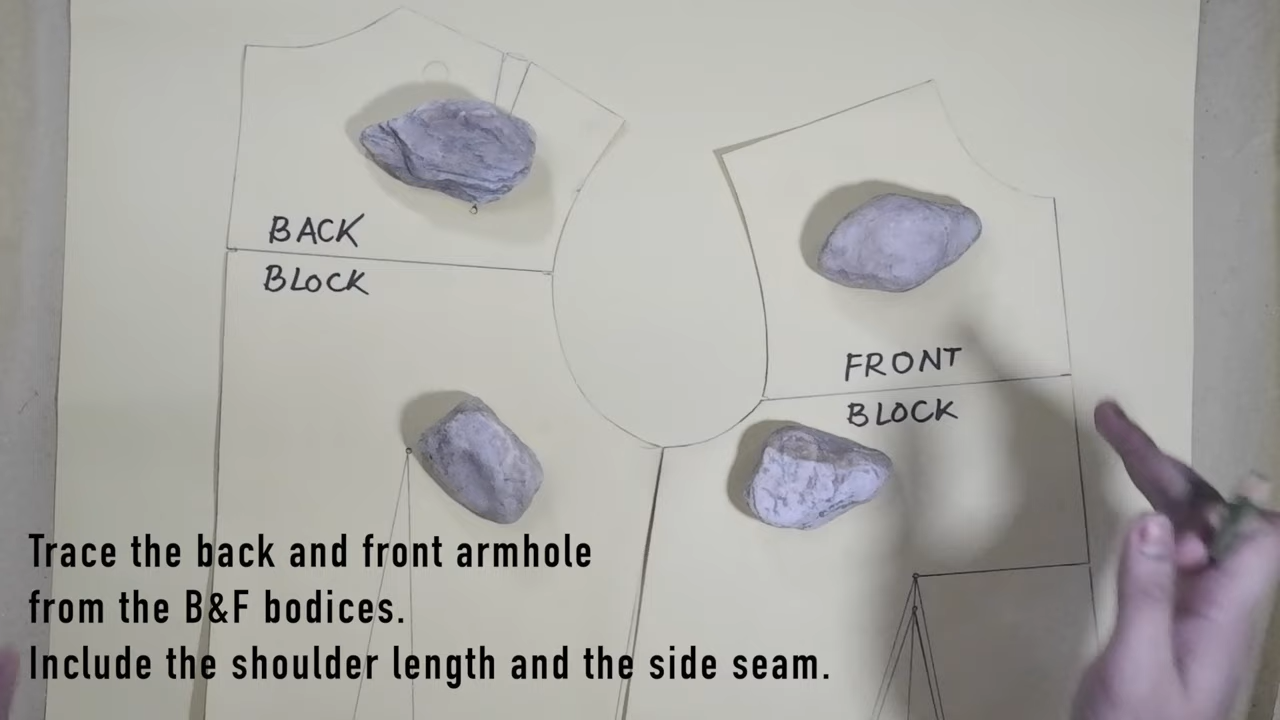 BACK
BLOCK
FRONT
BLOCK
Trace the back and front armhole
from the B&F bodices.
Include the shoulder length and the side seam.